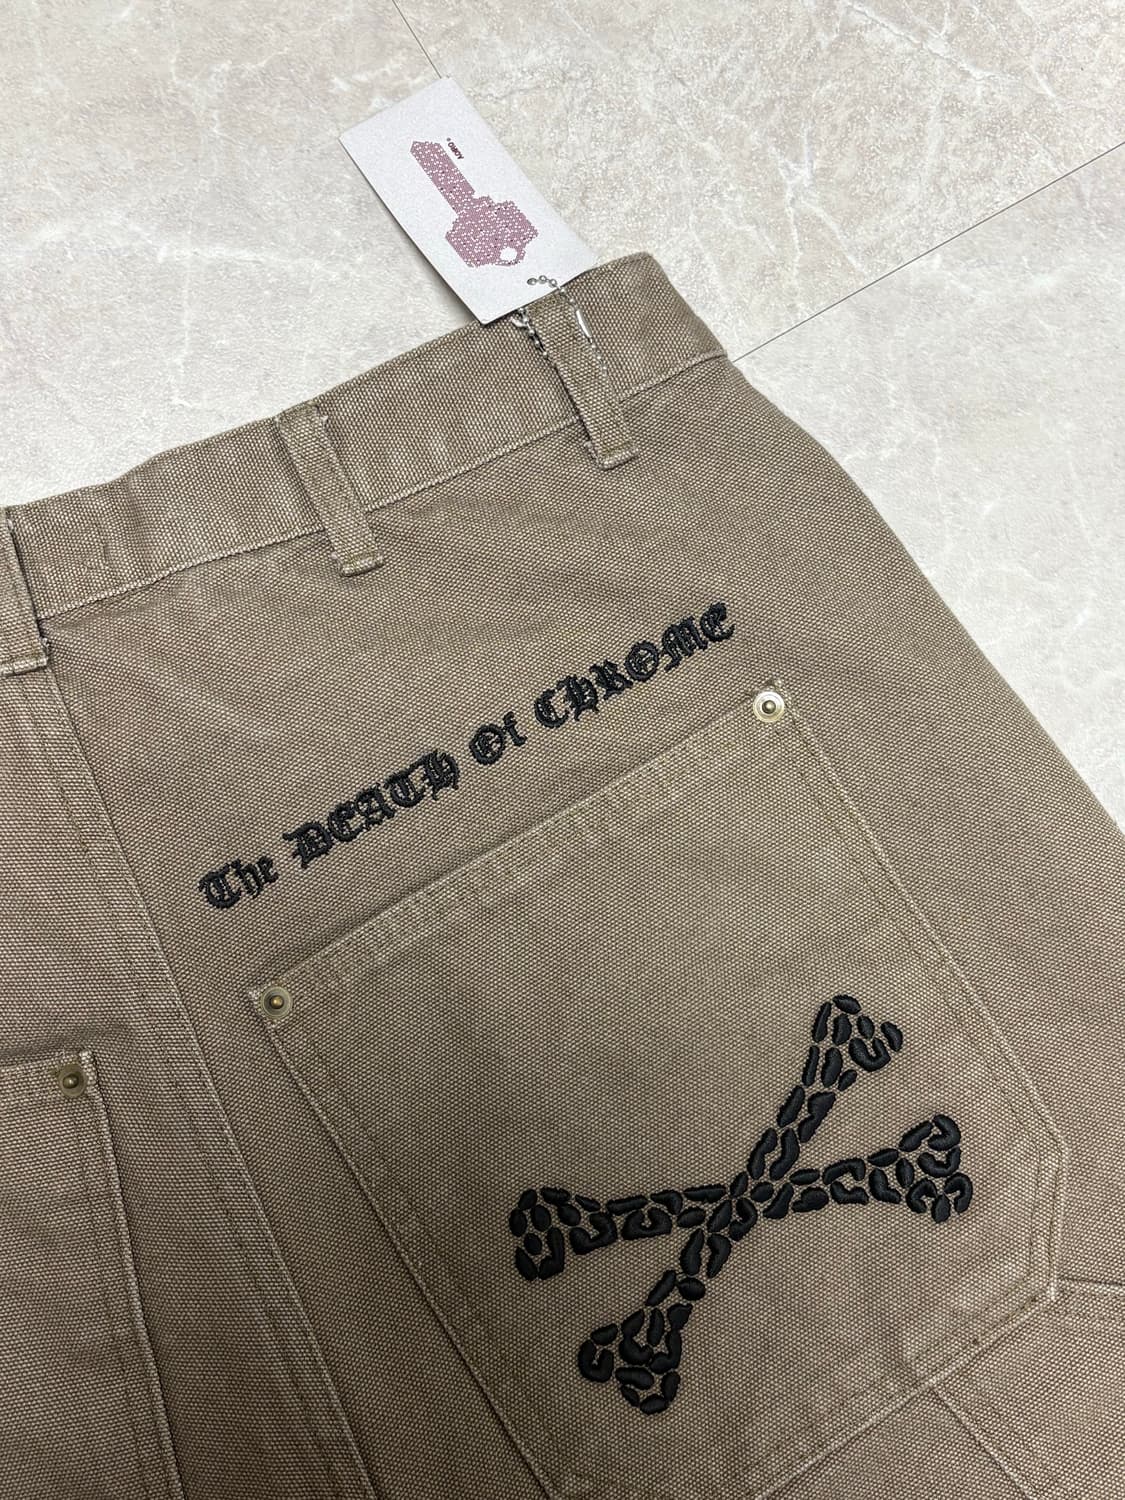 The DEATH Of CHROME